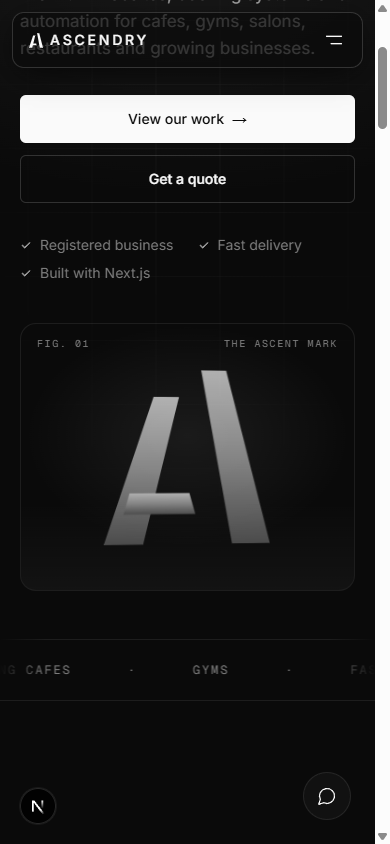 automation for cafes, gyms, salons,
ASCENDRY
restaurants and growing businesses.
View our work →
Get a quote
✓ Registered business ✓ Fast delivery
✓ Built with Next.js
FIG. 01 THE ASCENT MARK
CAFES · GYMS ·
N